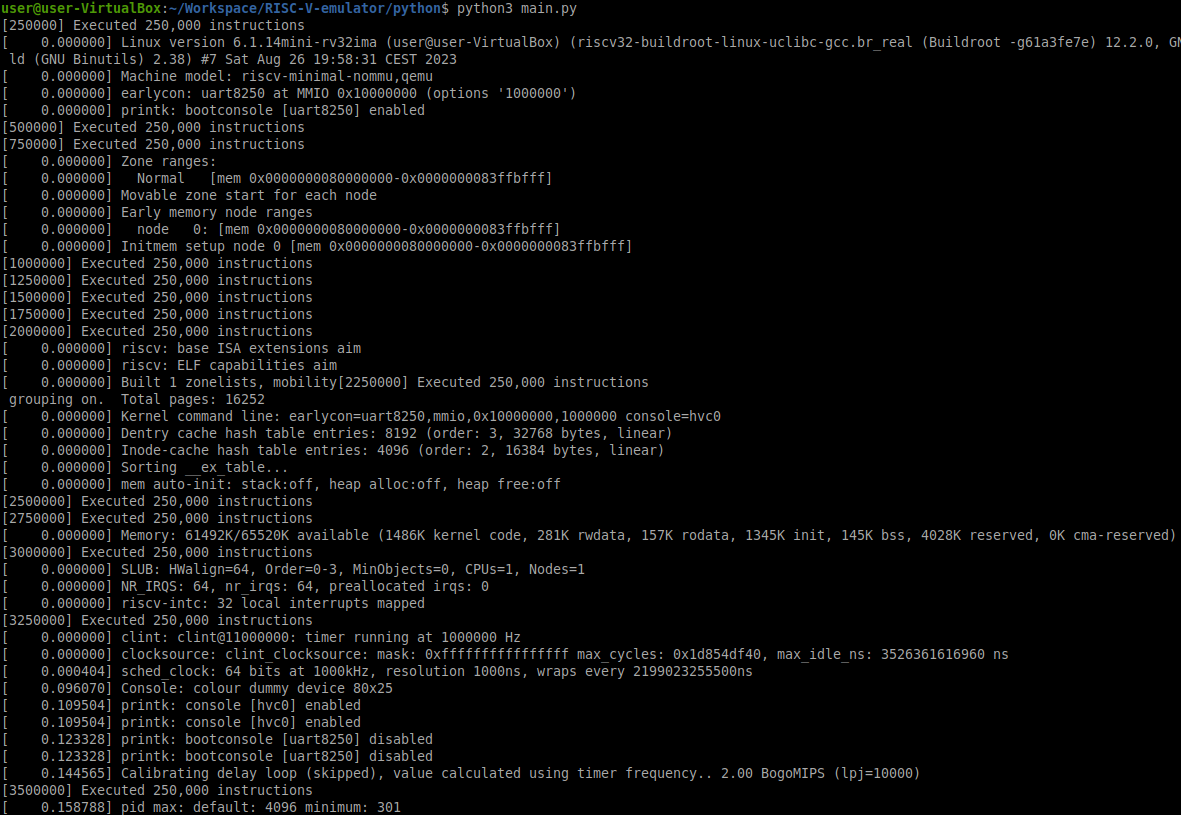 user@user-VirtualBox:~/Workspace/RISC-V-emulator/python$ python3 main.py
[250000] Executed 250,000 instructions
[    0.000000] Linux version 6.1.14mini-rv32ima (user@user-VirtualBox) (riscv32-buildroot-linux-uclibc-gcc.br_real (Buildroot -g61a3fe7e) 12.2.0, GN
 ld (GNU Binutils) 2.38) #7 Sat Aug 26 19:58:31 CEST 2023
[    0.000000] Machine model: riscv-minimal-nommu,qemu
[    0.000000] earlycon: uart8250 at MMIO 0x10000000 (options '1000000')
[    0.000000] printk: bootconsole [uart8250] enabled
[500000] Executed 250,000 instructions
[750000] Executed 250,000 instructions
[    0.000000] Zone ranges:
[    0.000000]   Normal   [mem 0x0000000080000000-0x0000000083ffbfff]
[    0.000000] Movable zone start for each node
[    0.000000] Early memory node ranges
[    0.000000]   node   0: [mem 0x0000000080000000-0x0000000083ffbfff]
[    0.000000] Initmem setup node 0 [mem 0x0000000080000000-0x0000000083ffbfff]
[1000000] Executed 250,000 instructions
[1250000] Executed 250,000 instructions
[1500000] Executed 250,000 instructions
[1750000] Executed 250,000 instructions
[2000000] Executed 250,000 instructions
[    0.000000] riscv: base ISA extensions aim
[    0.000000] riscv: ELF capabilities aim
[    0.000000] Built 1 zonelists, mobility[2250000] Executed 250,000 instructions
 grouping on.  Total pages: 16252
[    0.000000] Kernel command line: earlycon=uart8250,mmio,0x10000000,1000000 console=hvc0
[    0.000000] Dentry cache hash table entries: 8192 (order: 3, 32768 bytes, linear)
[    0.000000] Inode-cache hash table entries: 4096 (order: 2, 16384 bytes, linear)
[    0.000000] Sorting __ex_table...
[    0.000000] mem auto-init: stack:off, heap alloc:off, heap free:off
[2500000] Executed 250,000 instructions
[2750000] Executed 250,000 instructions
[    0.000000] Memory: 61492K/65520K available (1486K kernel code, 281K rwdata, 157K rodata, 1345K init, 145K bss, 4028K reserved, 0K cma-reserved)
[3000000] Executed 250,000 instructions
[    0.000000] SLUB: HWalign=64, Order=0-3, MinObjects=0, CPUs=1, Nodes=1
[    0.000000] NR_IRQS: 64, nr_irqs: 64, preallocated irqs: 0
[    0.000000] riscv-intc: 32 local interrupts mapped
[3250000] Executed 250,000 instructions
[    0.000000] clint: clint@11000000: timer running at 1000000 Hz
[    0.000000] clocksource: clint_clocksource: mask: 0xffffffffffffffff max_cycles: 0x1d854df40, max_idle_ns: 3526361616960 ns
[    0.000404] sched_clock: 64 bits at 1000kHz, resolution 1000ns, wraps every 2199023255500ns
[    0.096070] Console: colour dummy device 80x25
[    0.109504] printk: console [hvc0] enabled
[    0.109504] printk: console [hvc0] enabled
[    0.123328] printk: bootconsole [uart8250] disabled
[    0.123328] printk: bootconsole [uart8250] disabled
[    0.144565] Calibrating delay loop (skipped), value calculated using timer frequency.. 2.00 BogoMIPS (lpj=10000)
[3500000] Executed 250,000 instructions
[    0.158788] pid max: default: 4096 minimum: 301